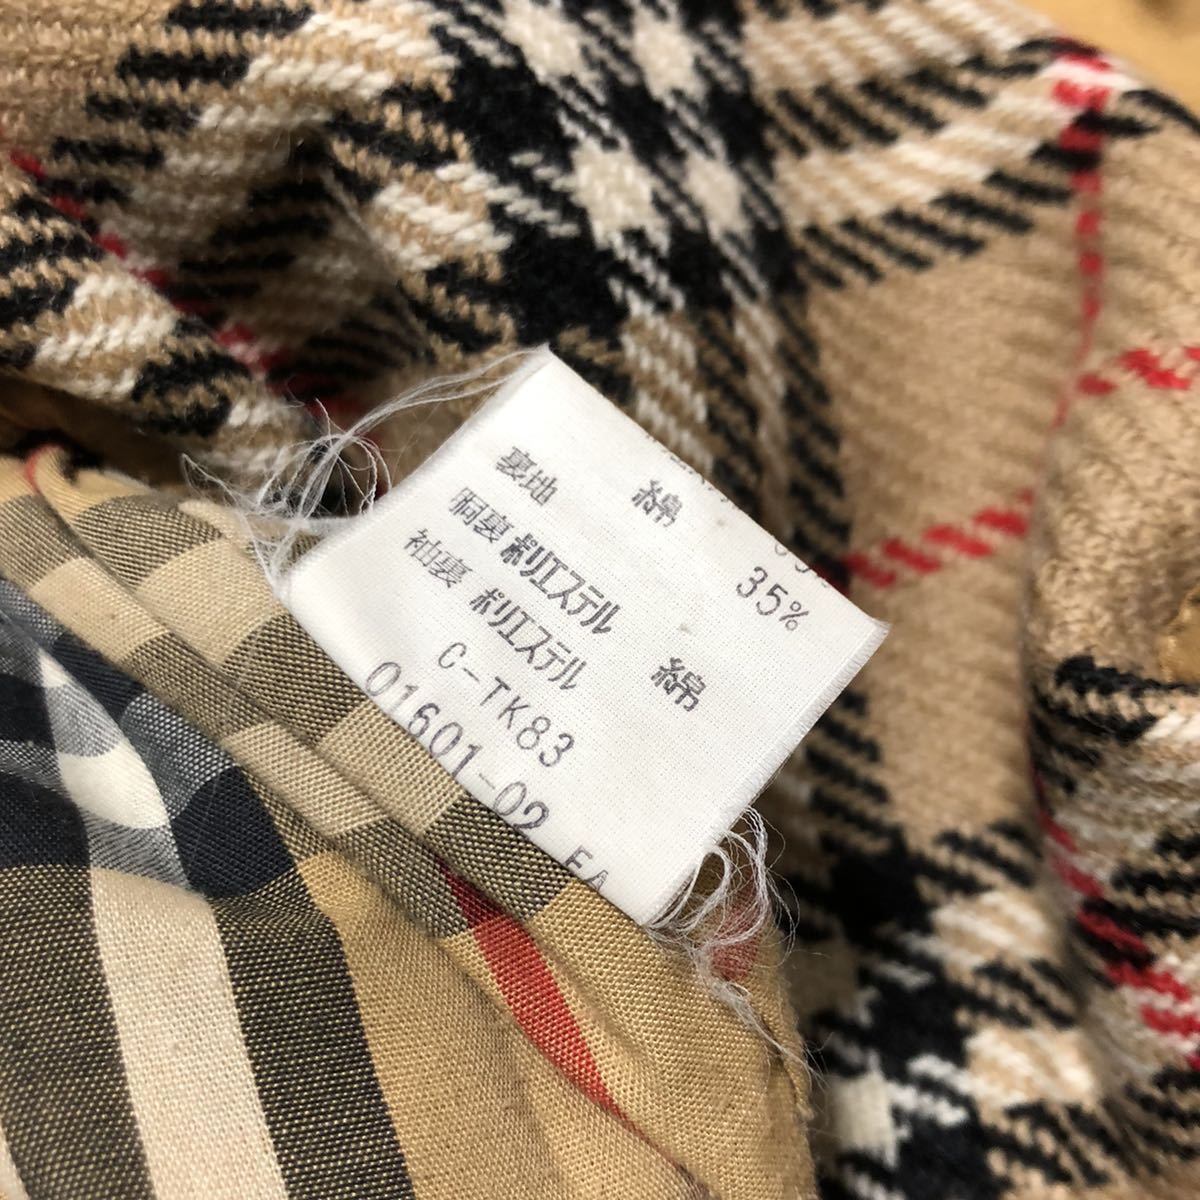 裏地 綿 35%
胴裏 ポリエステル 綿
袖裏 ポリエステル
C-TK83
01601-02